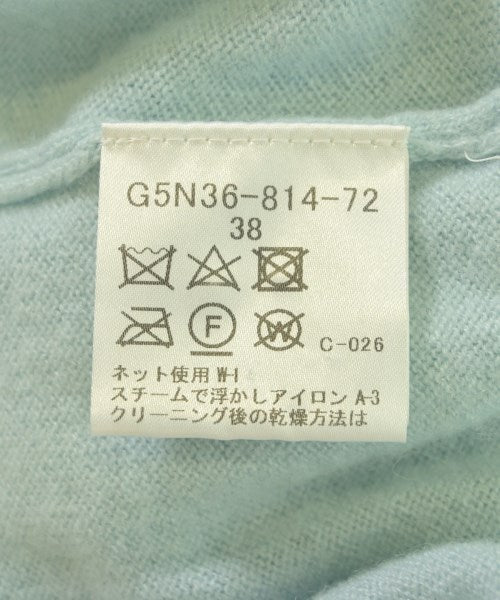 G5N36-814-72
38
F W C-026
ネット使用 W-I
スチームで浮かしアイロン A-3
クリーニング後の乾燥方法は